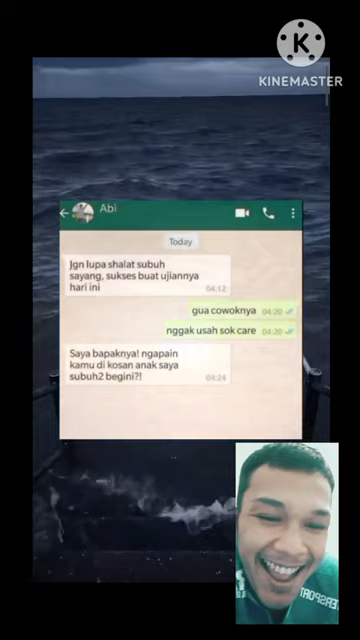 KINEMASTER
Abi
Today
Jgn lupa shalat subuh
sayang, sukses buat ujiannya
hari ini
04:12
gua cowoknya 04:20
nggak usah sok care 04:20
Saya bapaknya! ngapain
kamu di kosan anak saya
subuh2 begini?!
04:24